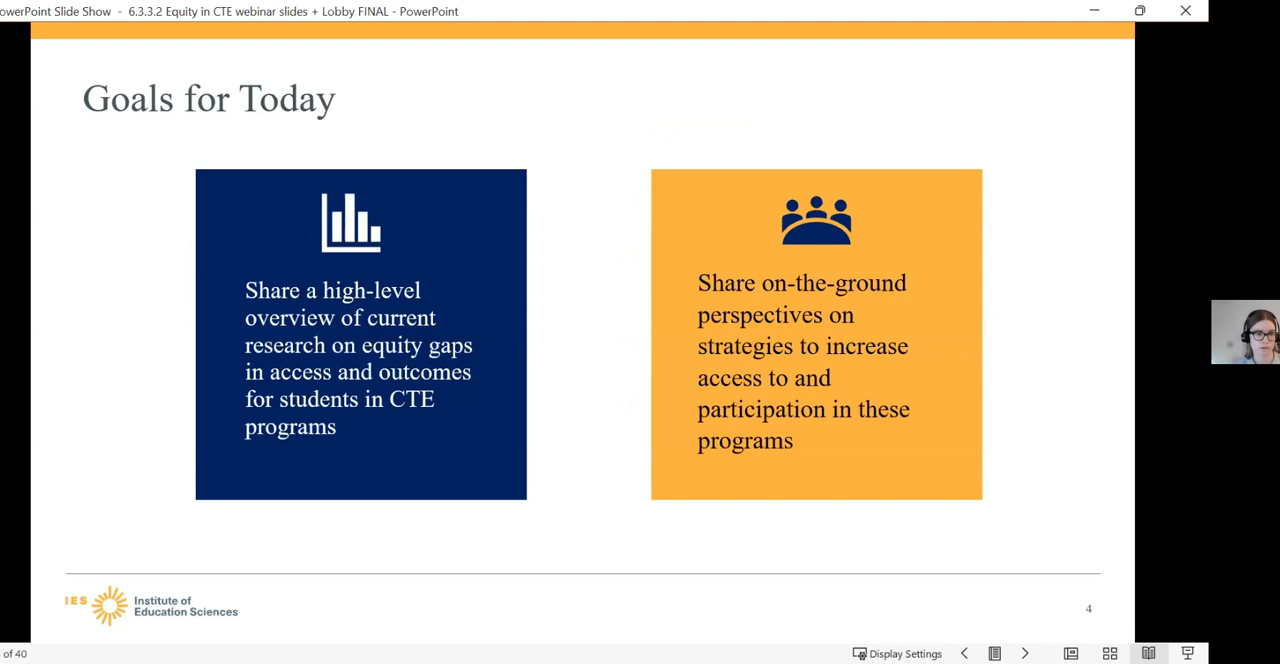 owerPoint Slide Show - 6.3.3.2 Equity in CTE webinar slides + Lobby FINAL - PowerPoint
Goals for Today
Share a high-level
overview of current
research on equity gaps
in access and outcomes
for students in CTE
programs
Share on-the-ground
perspectives on
strategies to increase
access to and
participation in these
programs
IES
Institute of
Education Sciences
4
of 40
Display Settings